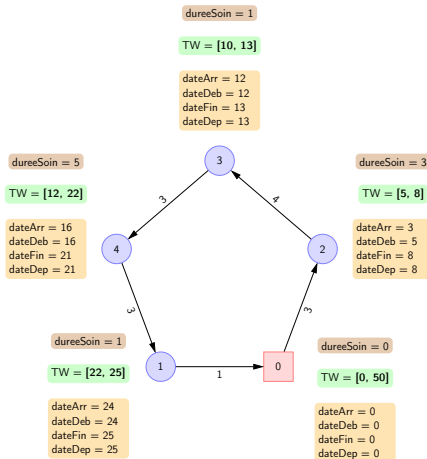 dureeSoin = 1
TW = [10, 13]
dateArr = 12
dateDeb = 12
dateFin = 13
dateDep = 13
3
dureeSoin = 5
TW = [12, 22]
dateArr = 16
dateDeb = 16
dateFin = 21
dateDep = 21
4
dureeSoin = 3
TW = [5, 8]
dateArr = 3
dateDeb = 5
dateFin = 8
dateDep = 8
2
3
4
3
3
1
dureeSoin = 1
TW = [22, 25]
dateArr = 24
dateDeb = 24
dateFin = 25
dateDep = 25
1
0
dureeSoin = 0
TW = [0, 50]
dateArr = 0
dateDeb = 0
dateFin = 0
dateDep = 0